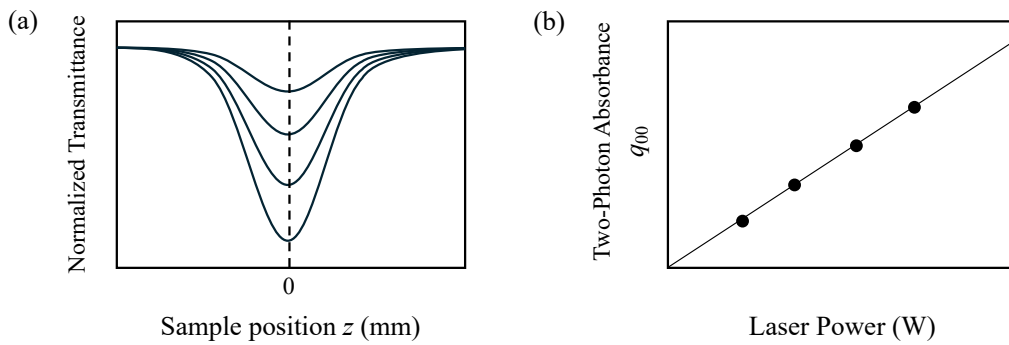 (a)
Normalized Transmittance
0
Sample position z (mm)
(b)
Two-Photon Absorbance
q₀₀
Laser Power (W)